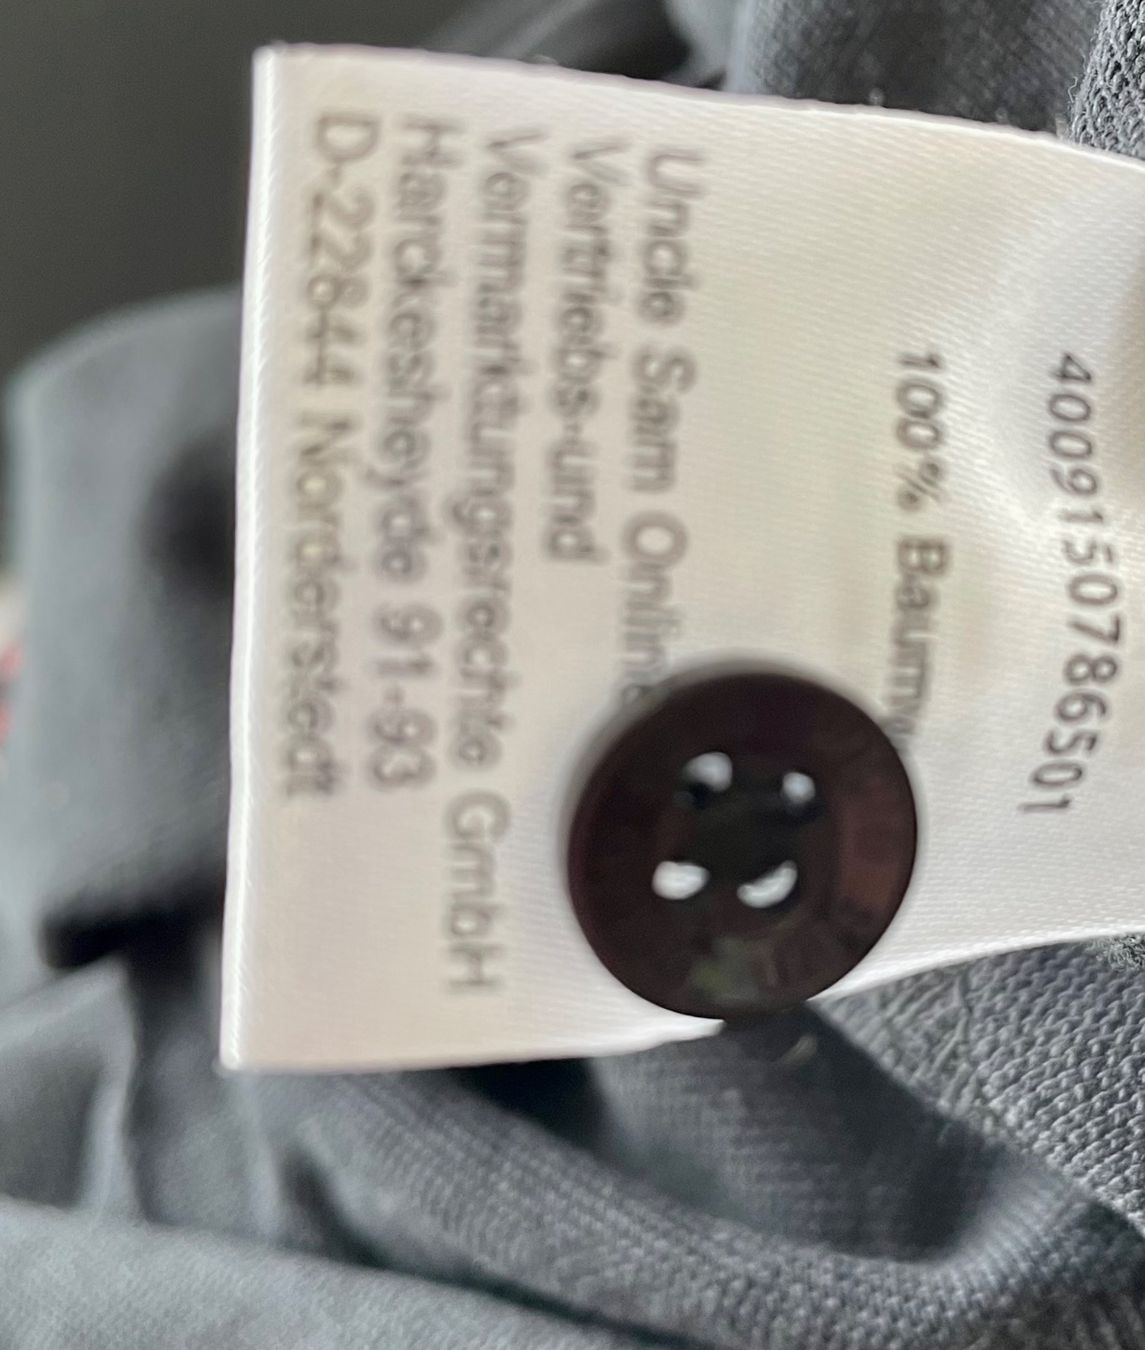 4009150786501
100% Baumw
Uncle Sam Online
Vertriebs-und
Vermarktungsrechte GmbH
Harckesheyde 91-93
D-22844 Norderstedt